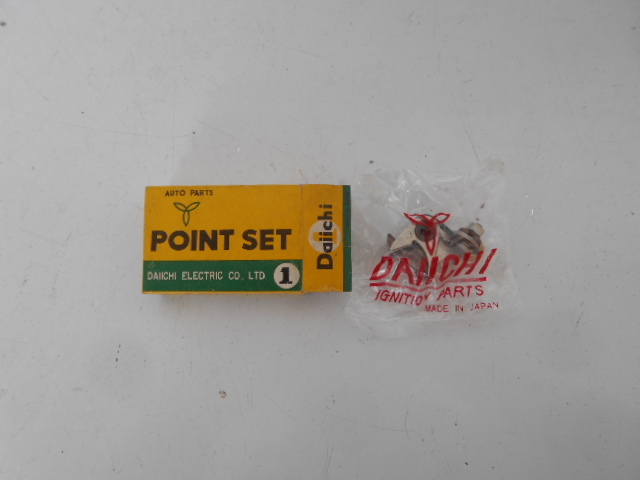 AUTO PARTS
POINT SET
DAIICHI ELECTRIC CO. LTD 1
Daiichi
DAIICHI
IGNITION PARTS
MADE IN JAPAN